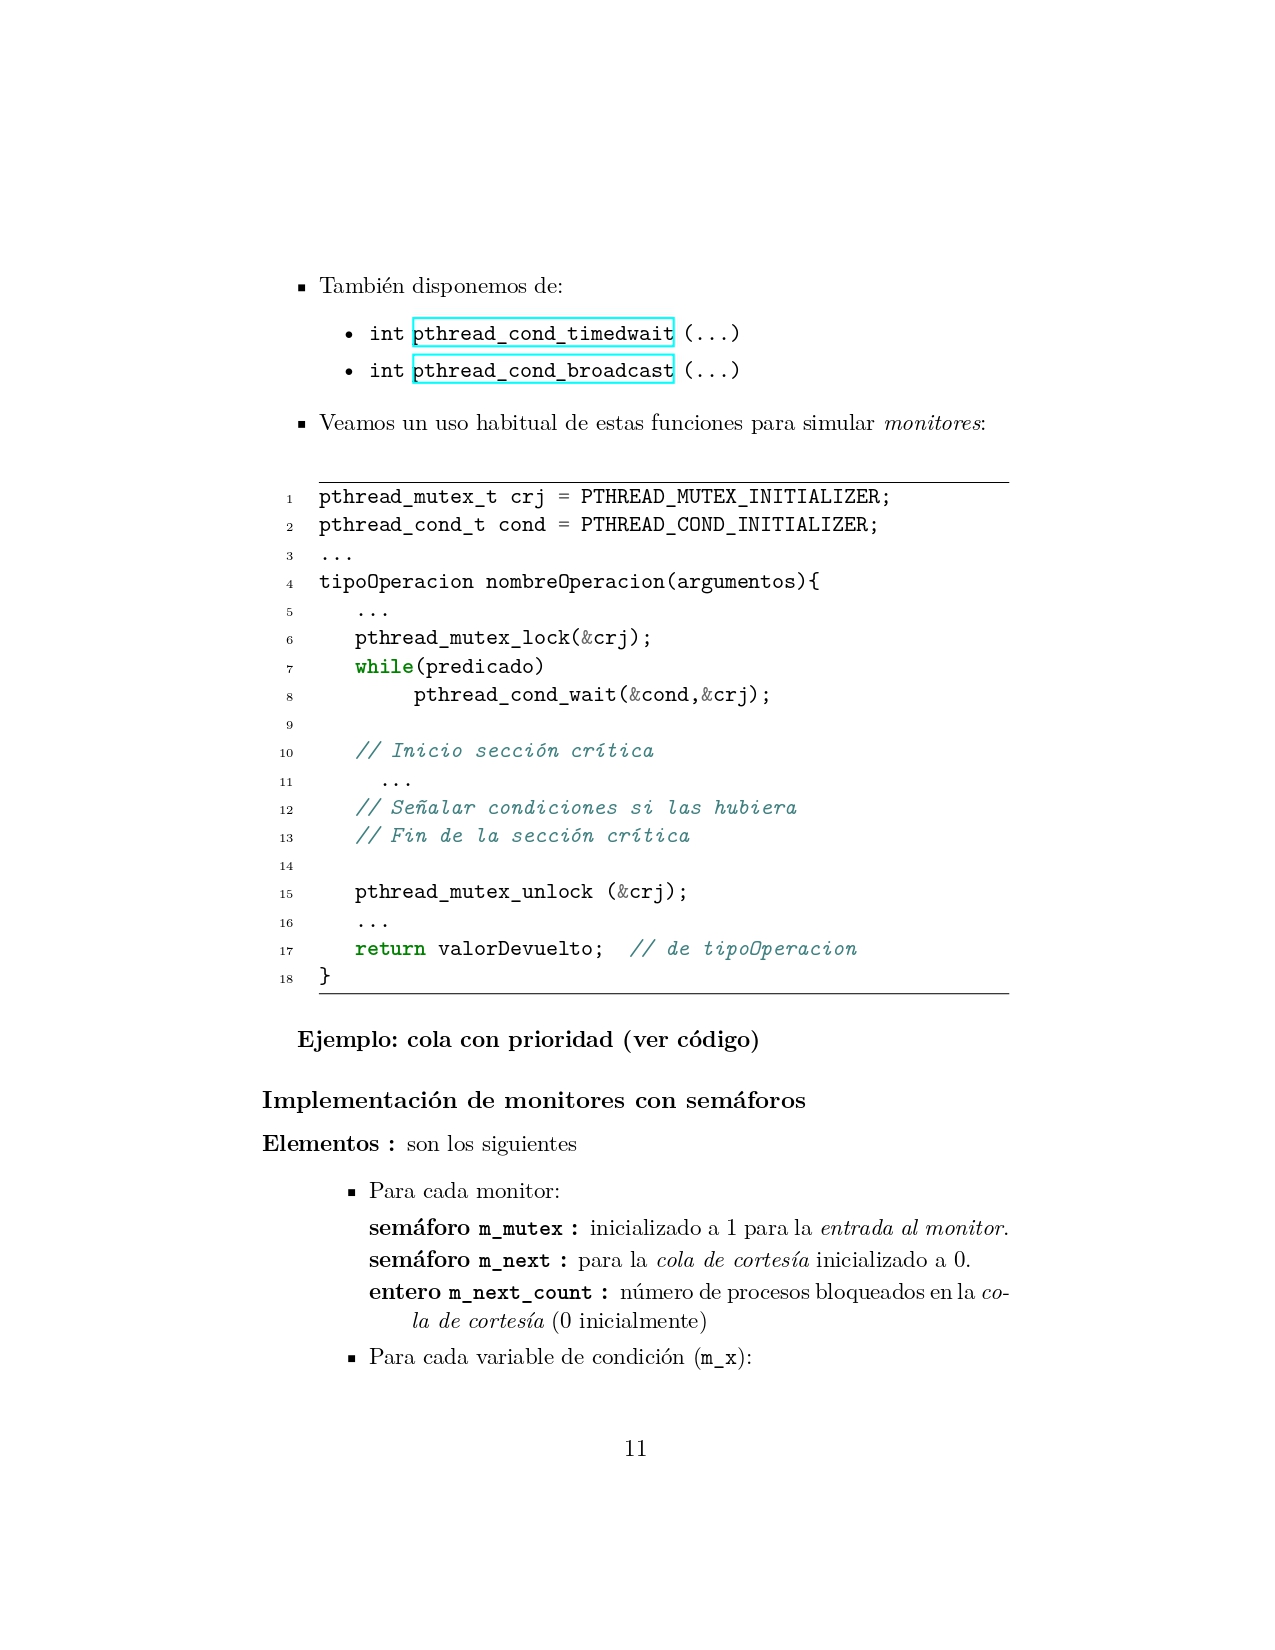 ▪ También disponemos de:
• int pthread_cond_timedwait (...)
• int pthread_cond_broadcast (...)
▪ Veamos un uso habitual de estas funciones para simular monitores:
1 pthread_mutex_t crj = PTHREAD_MUTEX_INITIALIZER;
2 pthread_cond_t cond = PTHREAD_COND_INITIALIZER;
3 ...
4 tipoOperacion nombreOperacion(argumentos){
5    ...
6    pthread_mutex_lock(&crj);
7    while(predicado)
8         pthread_cond_wait(&cond,&crj);
9
10    // Inicio sección crítica
11      ...
12    // Señalar condiciones si las hubiera
13    // Fin de la sección crítica
14
15    pthread_mutex_unlock (&crj);
16    ...
17    return valorDevuelto;  // de tipoOperacion
18 }
Ejemplo: cola con prioridad (ver código)
Implementación de monitores con semáforos
Elementos : son los siguientes
▪ Para cada monitor:
semáforo m_mutex : inicializado a 1 para la entrada al monitor.
semáforo m_next : para la cola de cortesía inicializado a 0.
entero m_next_count : número de procesos bloqueados en la co-
la de cortesía (0 inicialmente)
▪ Para cada variable de condición (m_x):
11